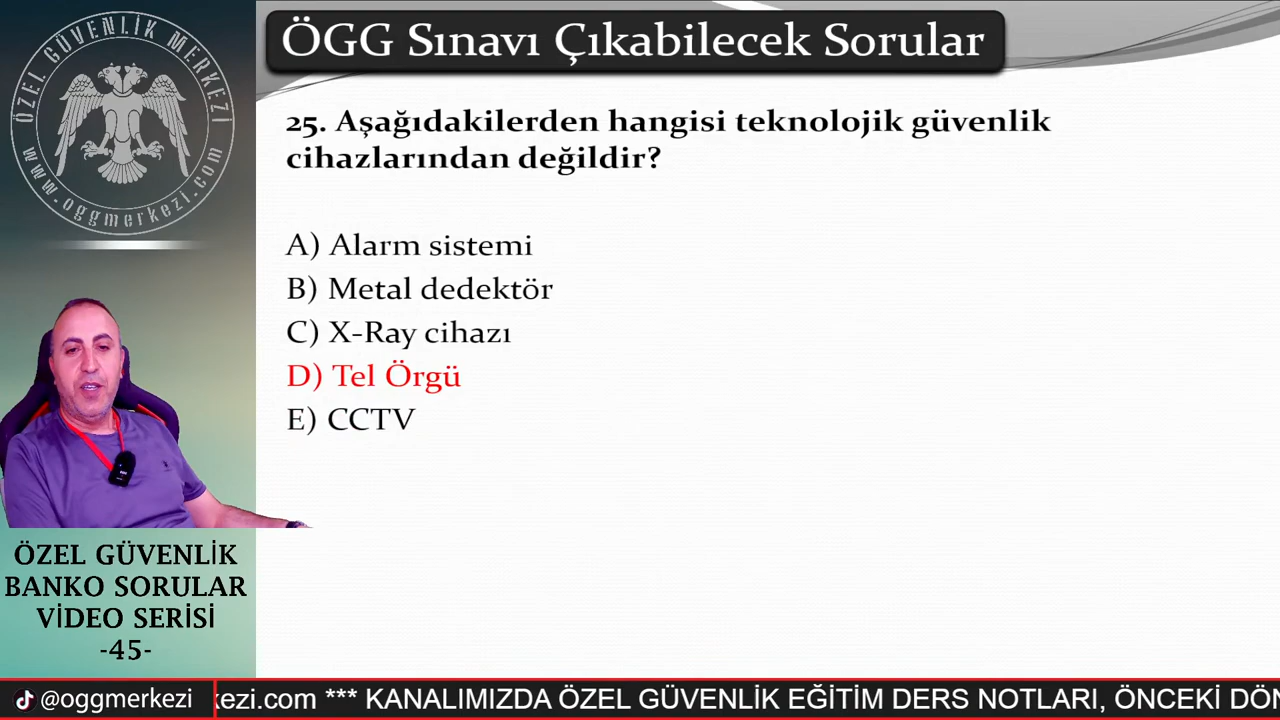 ÖZEL GÜVENLİK MERKEZİ
www.oggmerkezi.com
ÖGG Sınavı Çıkabilecek Sorular
25. Aşağıdakilerden hangisi teknolojik güvenlik
cihazlarından değildir?
A) Alarm sistemi
B) Metal dedektör
C) X-Ray cihazı
D) Tel Örgü
E) CCTV
ÖZEL GÜVENLİK
BANKO SORULAR
VİDEO SERİSİ
-45-
@oggmerkezi
kezi.com *** KANALIMIZDA ÖZEL GÜVENLİK EĞİTİM DERS NOTLARI, ÖNCEKİ DÖN